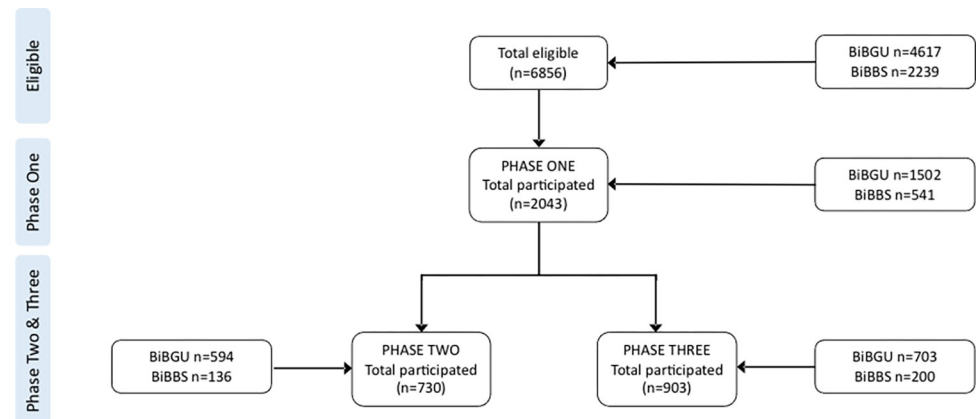 Eligible
Total eligible
(n=6856)
BiBGU n=4617
BiBBS n=2239
Phase One
PHASE ONE
Total participated
(n=2043)
BiBGU n=1502
BiBBS n=541
Phase Two & Three
BiBGU n=594
BiBBS n=136
PHASE TWO
Total participated
(n=730)
PHASE THREE
Total participated
(n=903)
BiBGU n=703
BiBBS n=200